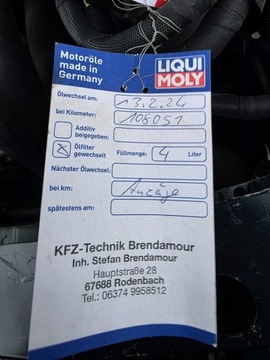 Motoröle
made in
Germany
LIQUI
MOLY
Ölwechsel am: 13.2.24
bei Kilometer: 108051
Additiv
beigegeben:
Ölfilter
gewechselt Füllmenge: 4 Liter
Nächster Ölwechsel:
bei km: Anzeige
spätestens am:
KFZ-Technik Brendamour
Inh. Stefan Brendamour
Hauptstraße 28
67688 Rodenbach
Tel.: 06374 9958512